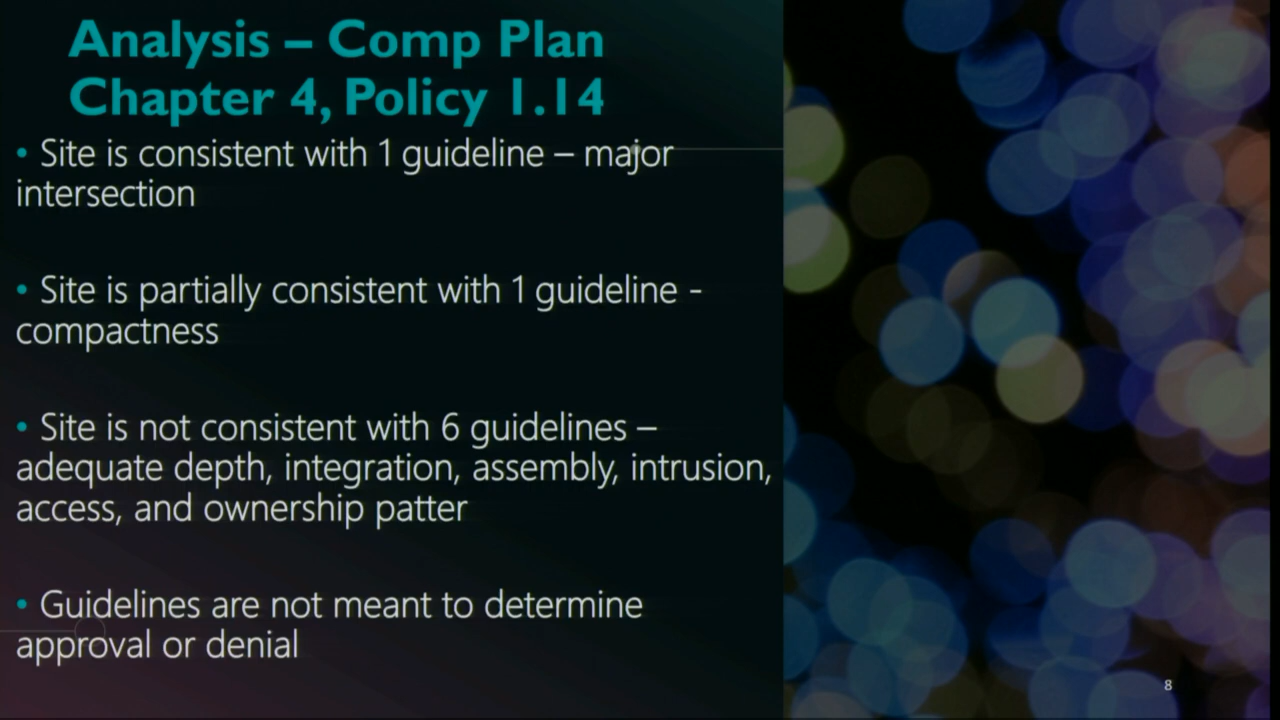 Analysis – Comp Plan
Chapter 4, Policy 1.14
• Site is consistent with 1 guideline – major
intersection
• Site is partially consistent with 1 guideline -
compactness
• Site is not consistent with 6 guidelines –
adequate depth, integration, assembly, intrusion,
access, and ownership patter
• Guidelines are not meant to determine
approval or denial
8